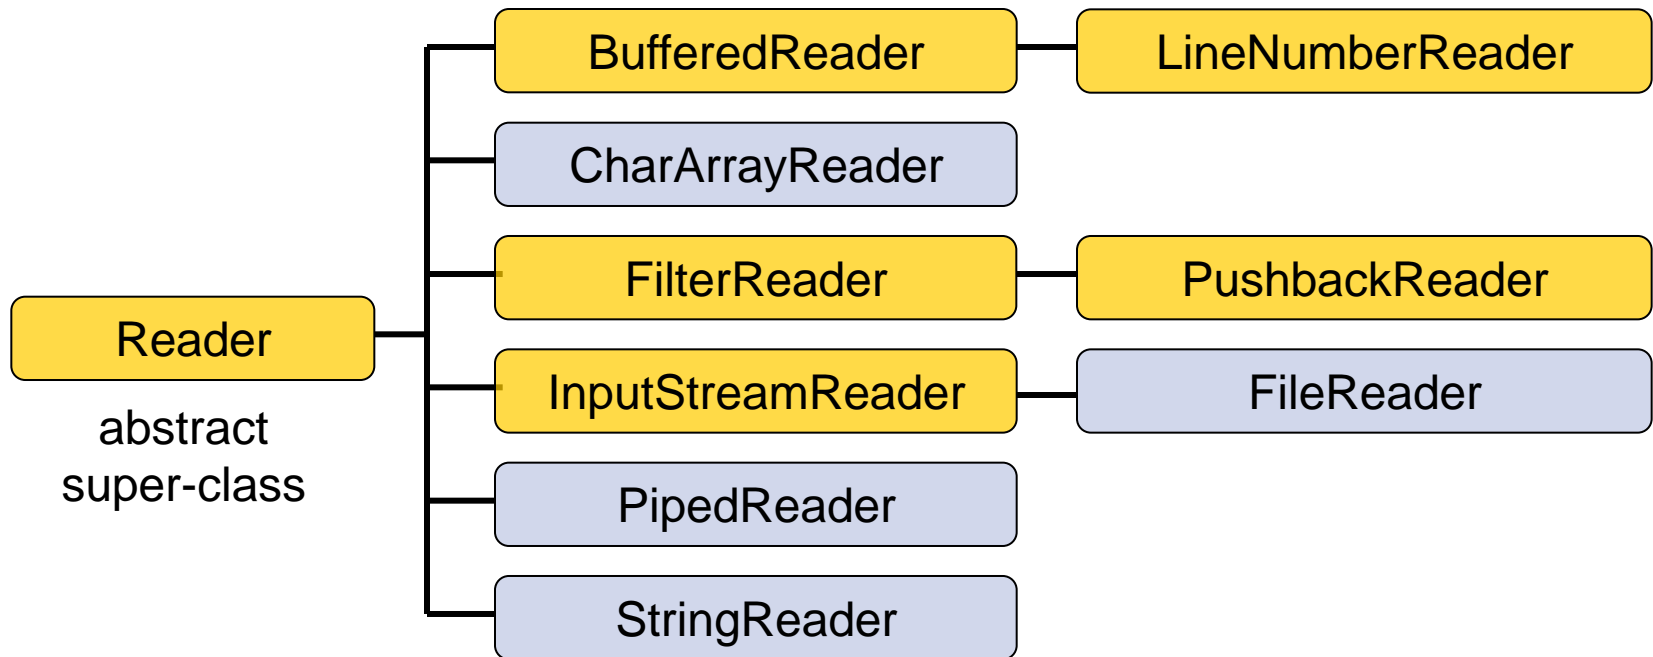 BufferedReader
LineNumberReader
CharArrayReader
FilterReader
PushbackReader
Reader
abstract
super-class
InputStreamReader
FileReader
PipedReader
StringReader